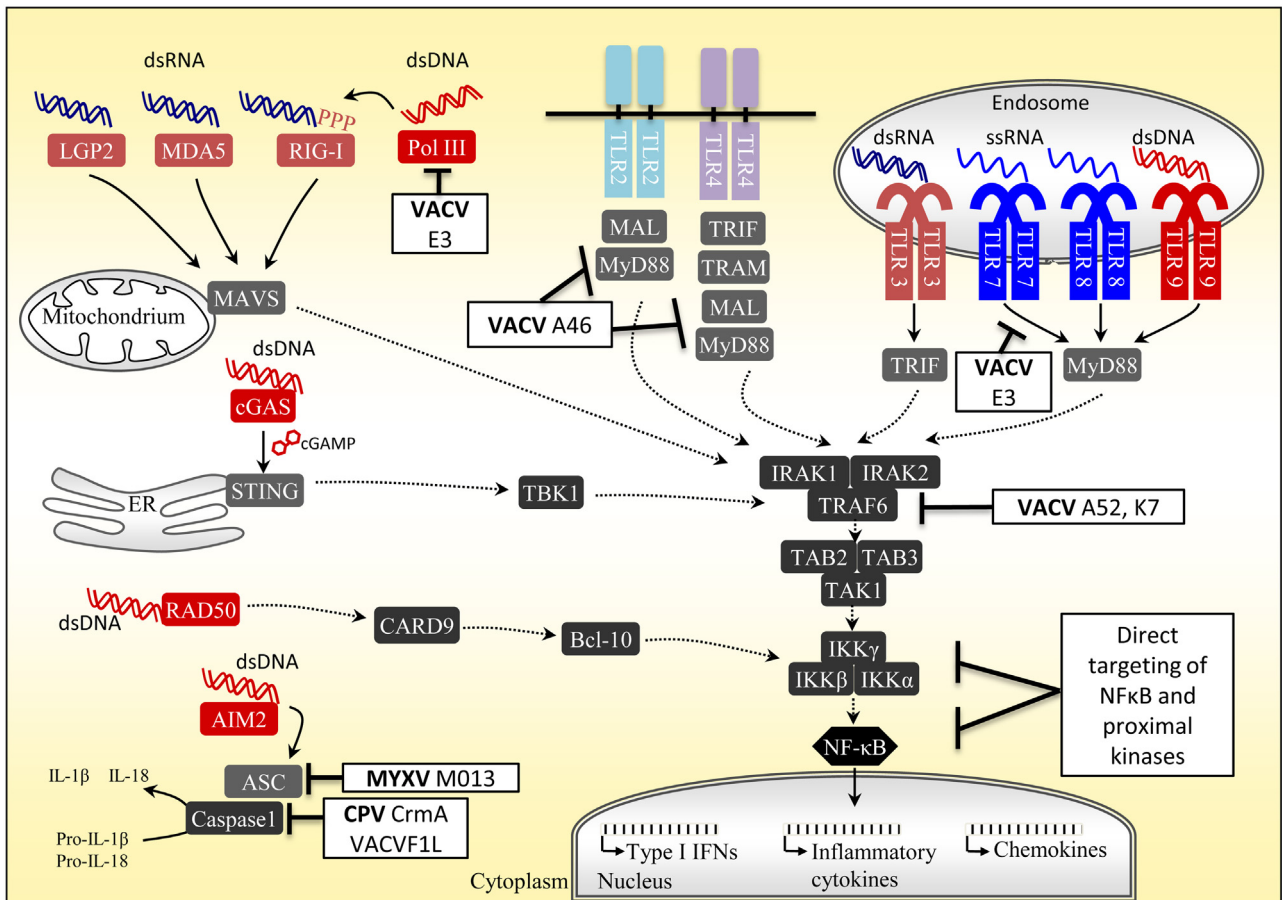 dsRNA
dsDNA
PPP
LGP2
MDA5
RIG-I
Pol III
VACV
E3
MAVS
Mitochondrium
TLR2
TLR2
TLR4
TLR4
MAL
MyD88
TRIF
TRAM
MAL
MyD88
VACV A46
Endosome
dsRNA
ssRNA
dsDNA
TLR 3
TLR 3
TLR 7
TLR 7
TLR 8
TLR 8
TLR 9
TLR 9
TRIF
VACV
E3
MyD88
dsDNA
cGAS
cGAMP
STING
ER
TBK1
IRAK1
IRAK2
TRAF6
VACV A52, K7
TAB2
TAB3
TAK1
dsDNA
RAD50
CARD9
Bcl-10
IKKγ
IKKβ
IKKα
NF-κB
Direct
targeting of
NFκB and
proximal
kinases
dsDNA
AIM2
ASC
MYXV M013
Caspase1
CPV CrmA
VACVF1L
IL-1β IL-18
Pro-IL-1β
Pro-IL-18
Type I IFNs
Inflammatory
cytokines
Chemokines
Cytoplasm
Nucleus